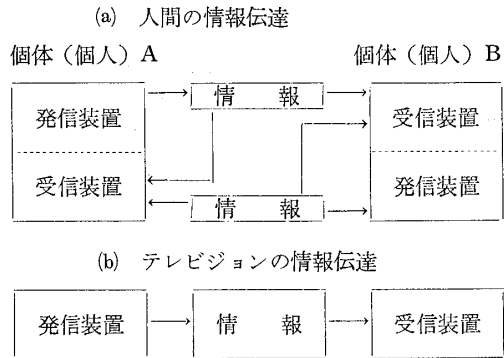 (a) 人間の情報伝達
個体（個人）A 個体（個人）B
発信装置 情 報 受信装置
受信装置 情 報 発信装置
(b) テレビジョンの情報伝達
発信装置 情 報 受信装置